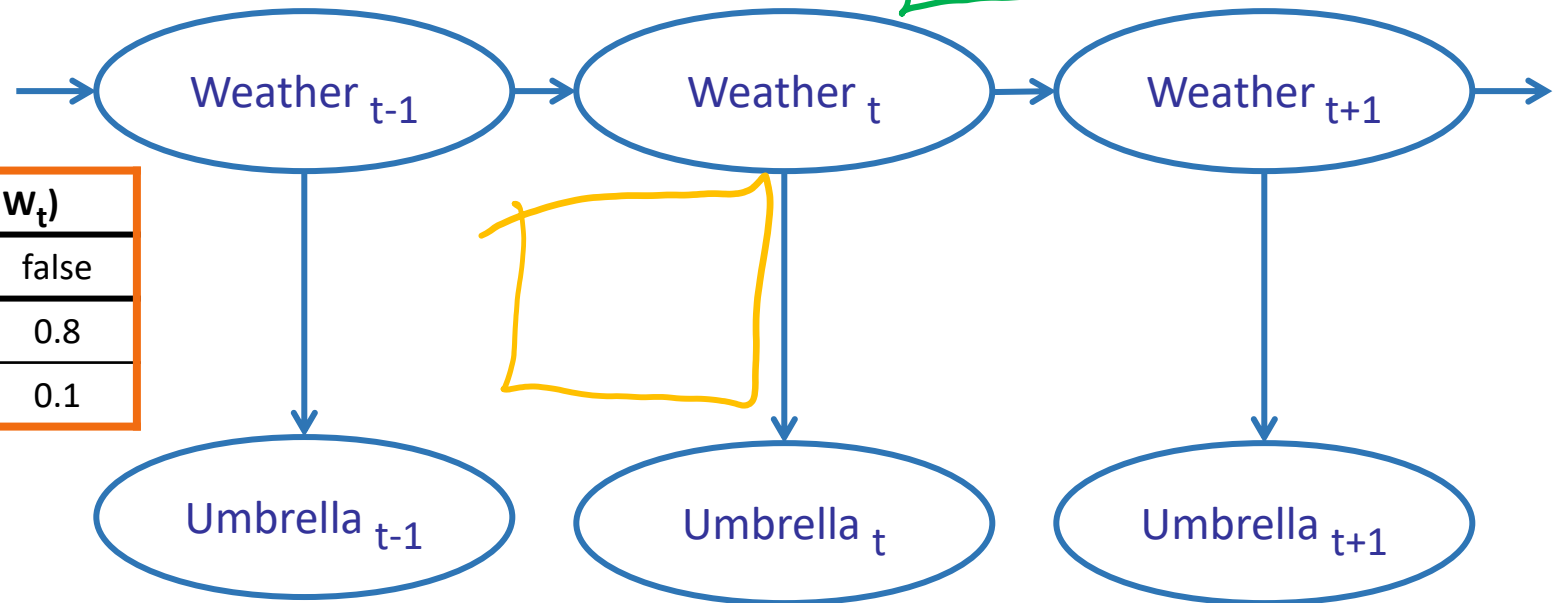 Weather t-1
Weather t
Weather t+1
Wt)
false
0.8
0.1
Umbrella t-1
Umbrella t
Umbrella t+1